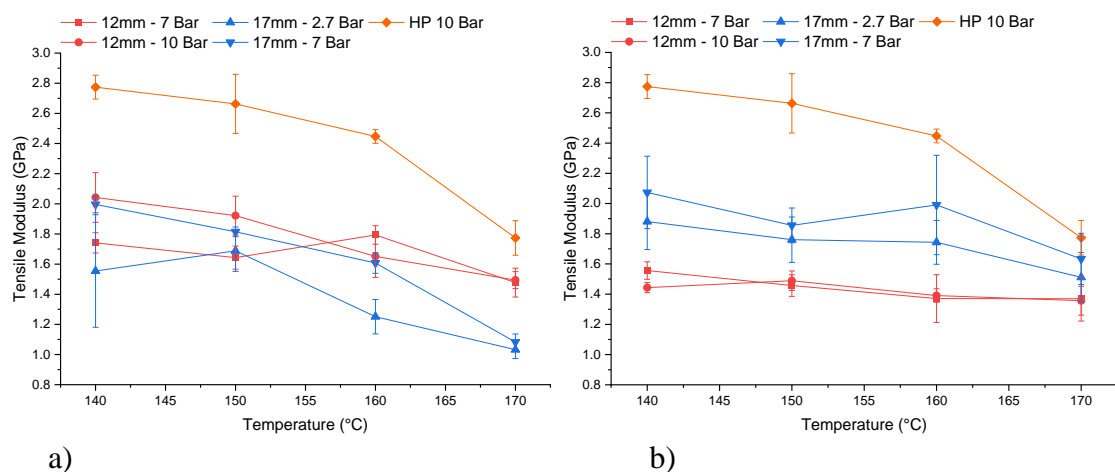 12mm - 7 Bar 17mm - 2.7 Bar HP 10 Bar
12mm - 10 Bar 17mm - 7 Bar
3.0
2.8
2.6
2.4
2.2
2.0
1.8
1.6
1.4
1.2
1.0
0.8
Tensile Modulus (GPa)
140 145 150 155 160 165 170
Temperature (°C)
a)
12mm - 7 Bar 17mm - 2.7 Bar HP 10 Bar
12mm - 10 Bar 17mm - 7 Bar
3.0
2.8
2.6
2.4
2.2
2.0
1.8
1.6
1.4
1.2
1.0
0.8
Tensile Modulus (GPa)
140 145 150 155 160 165 170
Temperature (°C)
b)